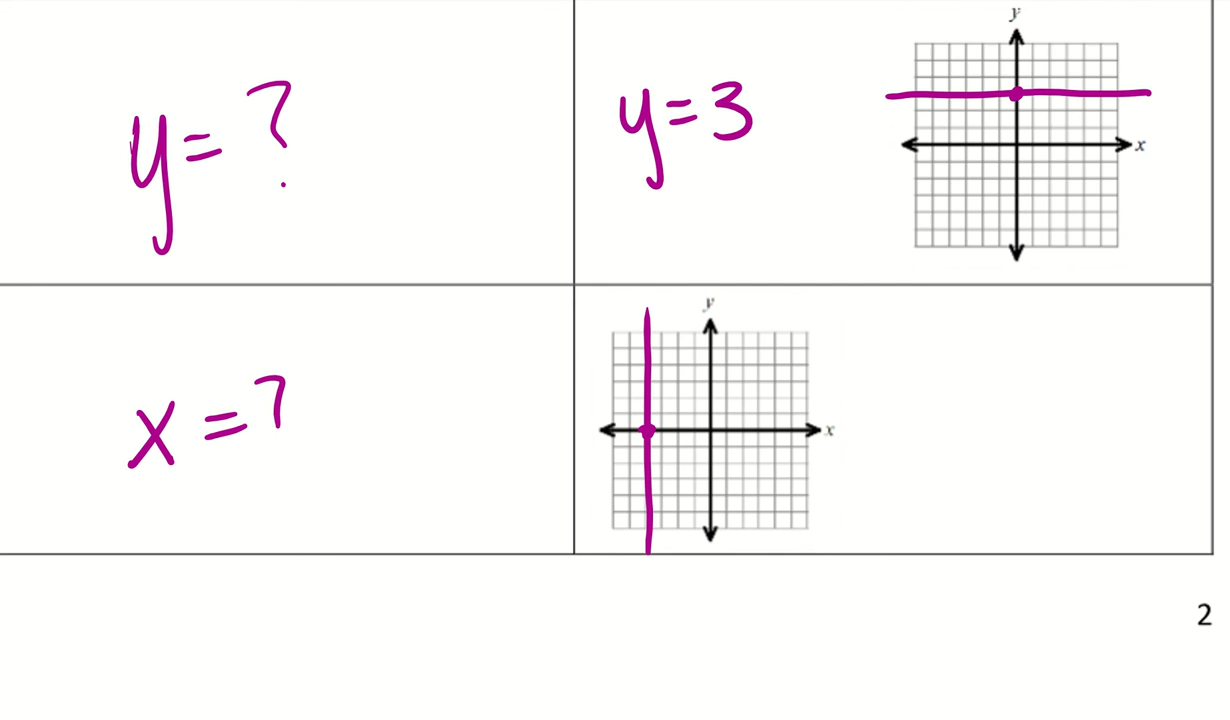 y
y = ?
y = 3
x
y
x = ?
x
2